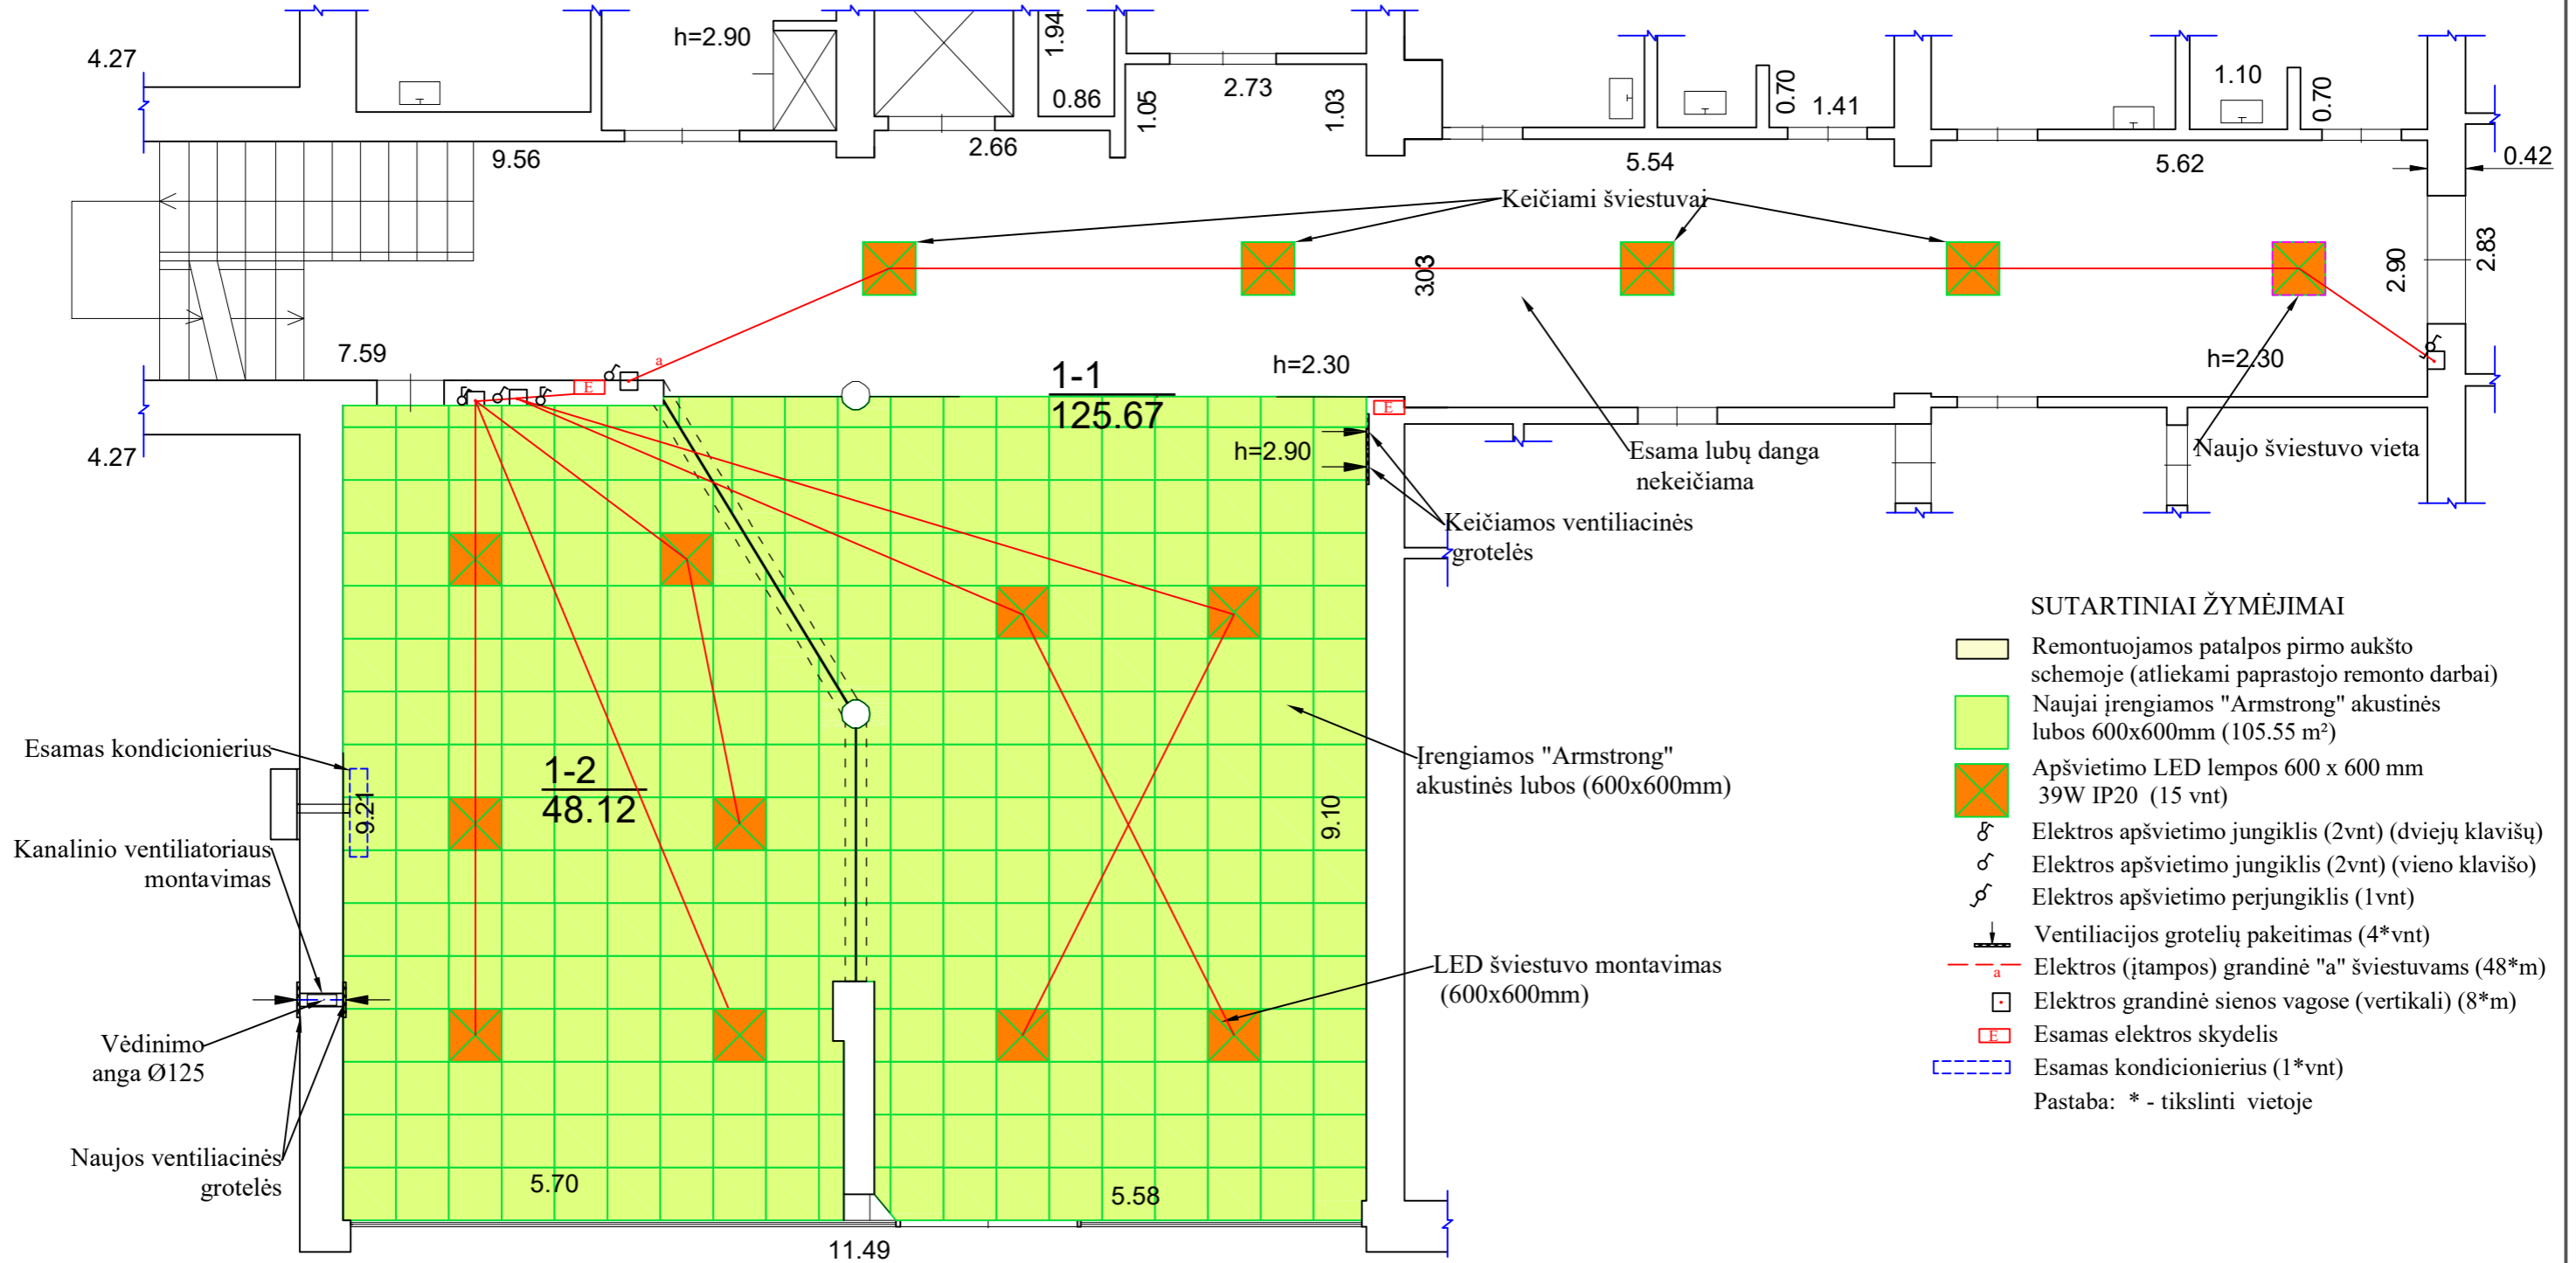 4.27
h=2.90
1.94
0.86
1.05
2.73
1.03
0.70
1.41
1.10
0.70
9.56
2.66
5.54
5.62
0.42
Keičiami šviestuvai
3.03
2.90
2.83
7.59
a
E
1-1
125.67
h=2.30
h=2.30
E
4.27
h=2.90
Esama lubų danga
nekeičiama
Naujo šviestuvo vieta
Keičiamos ventiliacinės
grotelės
Esamas kondicionierius
1-2
48.12
9.21
9.10
Įrengiamos "Armstrong"
akustinės lubos (600x600mm)
Kanalinio ventiliatoriaus
montavimas
LED šviestuvo montavimas
(600x600mm)
Vėdinimo
anga Ø125
Naujos ventiliacinės
grotelės
5.70
5.58
11.49
SUTARTINIAI ŽYMĖJIMAI
Remontuojamos patalpos pirmo aukšto
schemoje (atliekami paprastojo remonto darbai)
Naujai įrengiamos "Armstrong" akustinės
lubos 600x600mm (105.55 m²)
Apšvietimo LED lempos 600 x 600 mm
39W IP20 (15 vnt)
Elektros apšvietimo jungiklis (2vnt) (dviejų klavišų)
Elektros apšvietimo jungiklis (2vnt) (vieno klavišo)
Elektros apšvietimo perjungiklis (1vnt)
Ventiliacijos grotelių pakeitimas (4*vnt)
a Elektros (įtampos) grandinė "a" šviestuvams (48*m)
Elektros grandinė sienos vagose (vertikali) (8*m)
E Esamas elektros skydelis
Esamas kondicionierius (1*vnt)
Pastaba: * - tikslinti vietoje